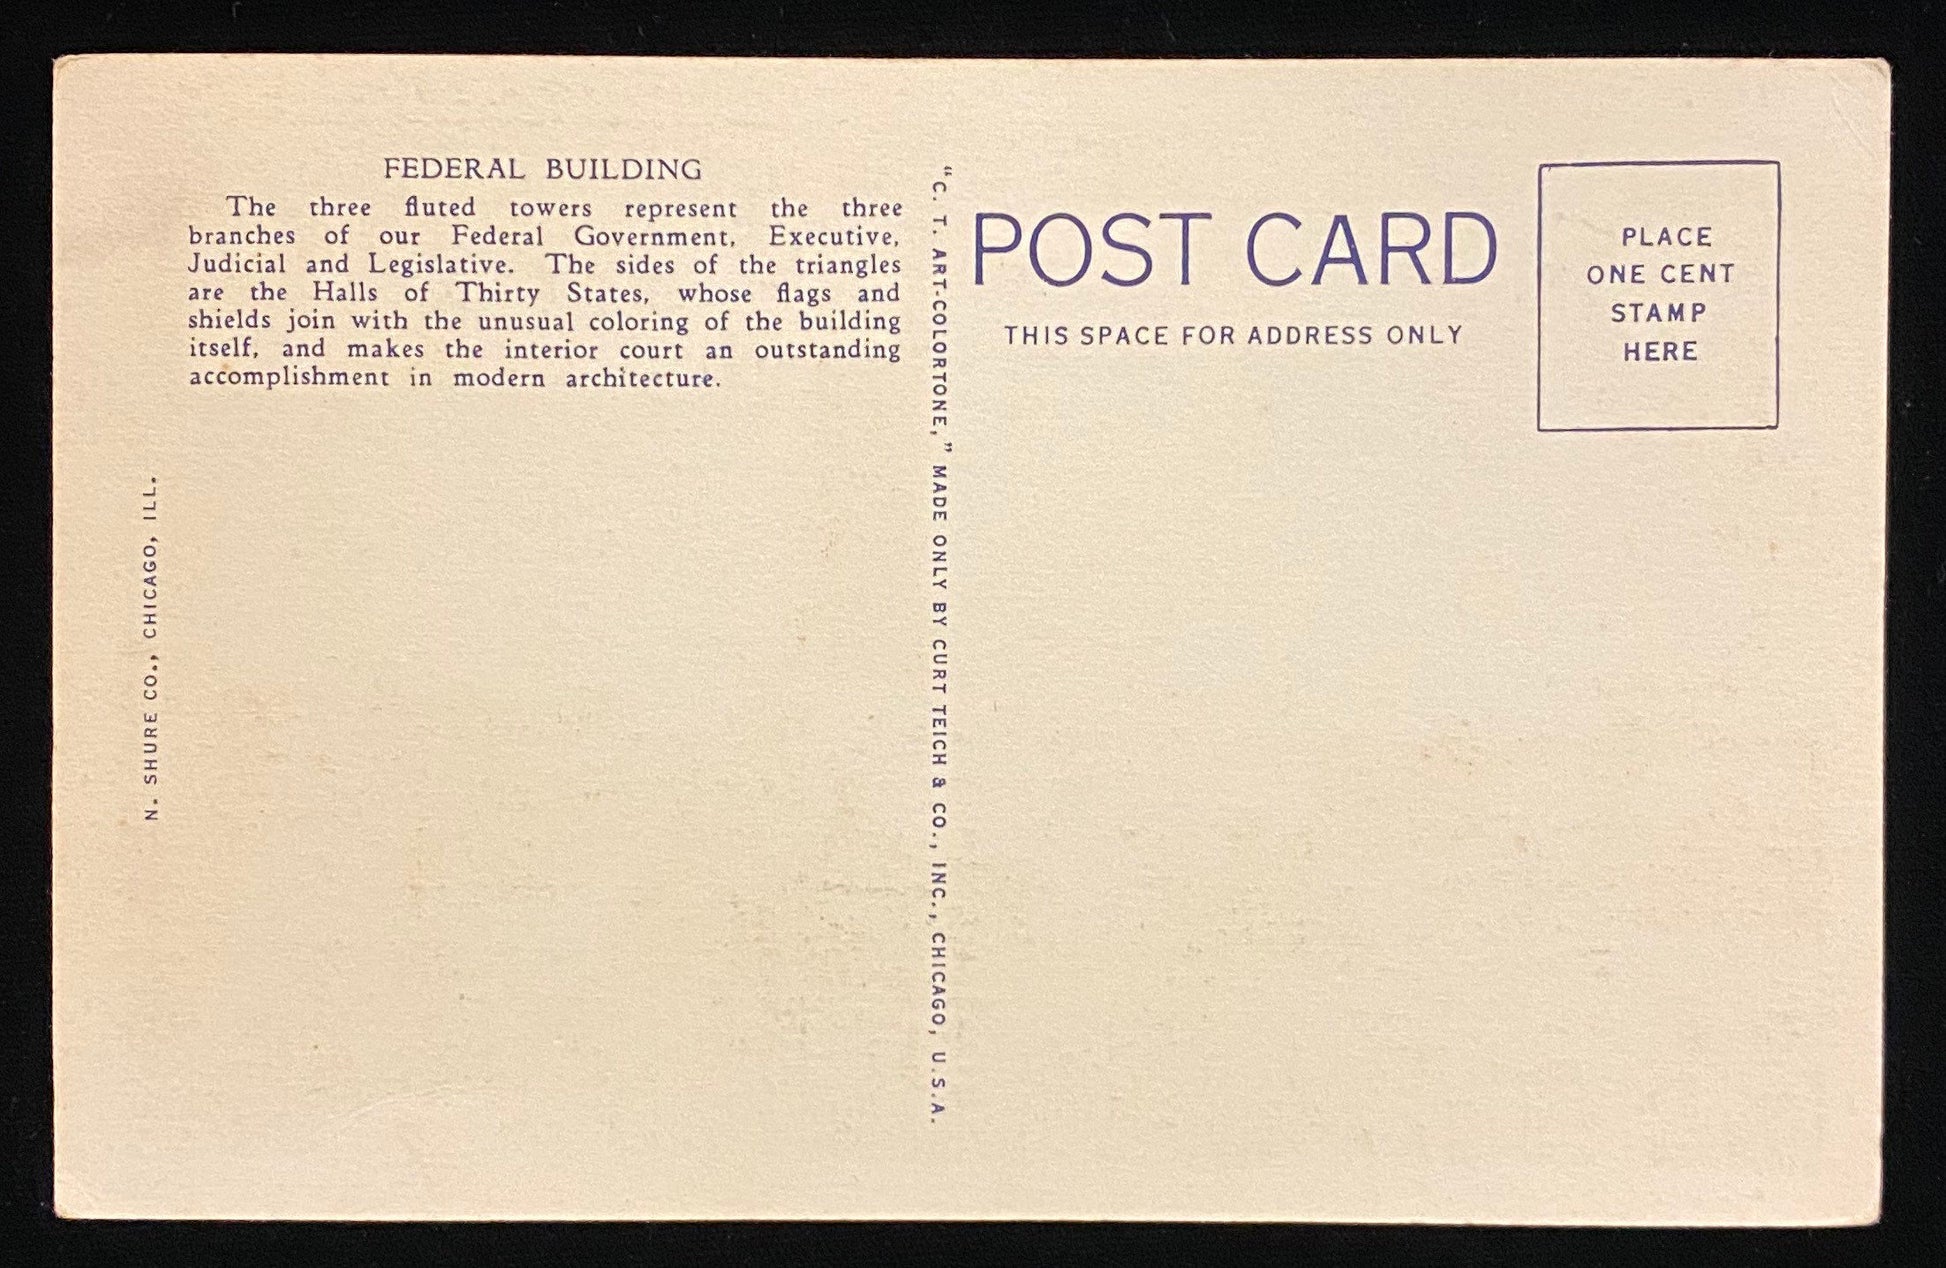 FEDERAL BUILDING
The three fluted towers represent the three
branches of our Federal Government, Executive,
Judicial and Legislative. The sides of the triangles
are the Halls of Thirty States, whose flags and
shields join with the unusual coloring of the building
itself, and makes the interior court an outstanding
accomplishment in modern architecture.
N. SHURE CO., CHICAGO, ILL.
“C. T. ART-COLORTONE,” MADE ONLY BY CURT TEICH & CO., INC., CHICAGO, U.S.A.
POST CARD
THIS SPACE FOR ADDRESS ONLY
PLACE
ONE CENT
STAMP
HERE